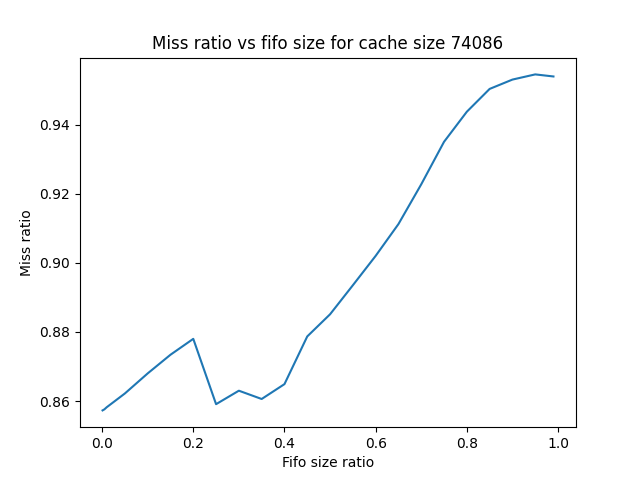 Miss ratio vs fifo size for cache size 74086
0.94
0.92
0.90
0.88
0.86
Miss ratio
0.0 0.2 0.4 0.6 0.8 1.0
Fifo size ratio